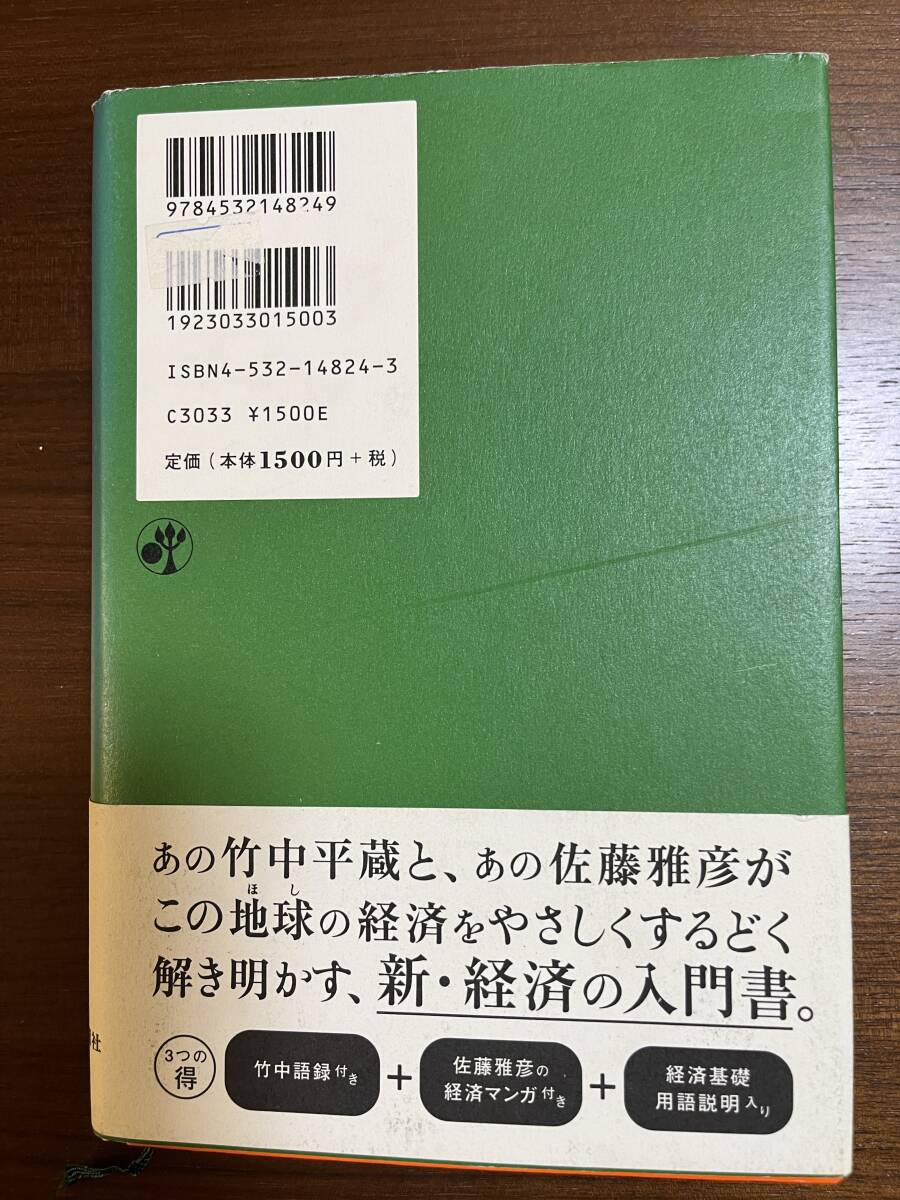 9784532148249
1923033015003
ISBN4-532-14824-3
C3033 ¥1500E
定価(本体1500円+税)
あの竹中平蔵と、あの佐藤雅彦が
ほし
この地球の経済をやさしくするどく
解き明かす、新・経済の入門書。
社
3つの
得
竹中語録付き
+
佐藤雅彦の
経済マンガ付き
+
経済基礎
用語説明入り